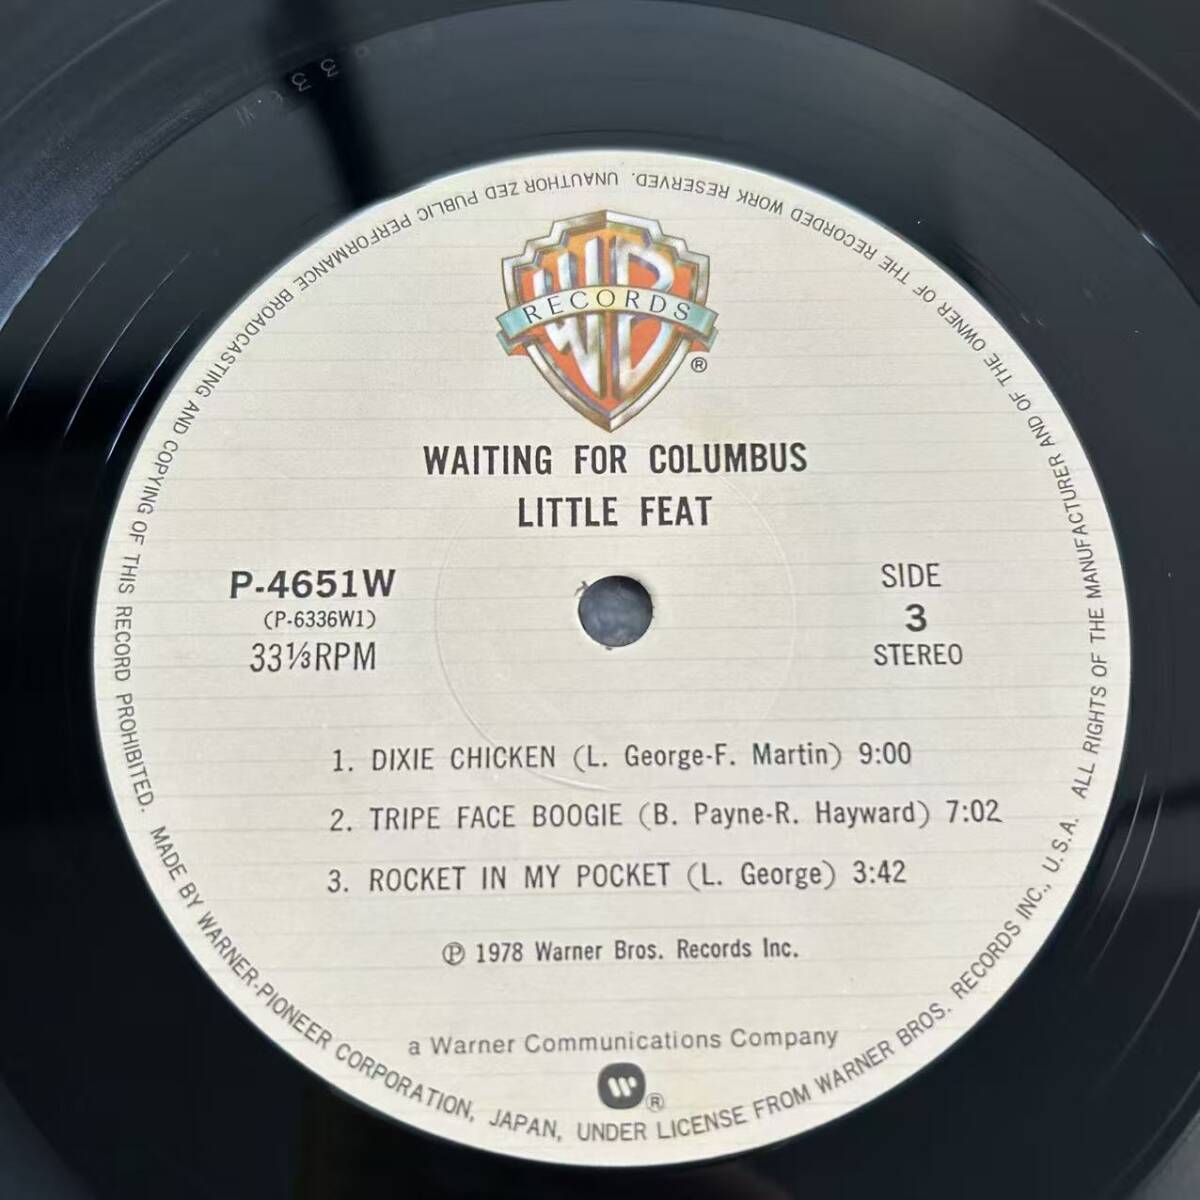 WB
RECORDS
®
WAITING FOR COLUMBUS
LITTLE FEAT
P-4651W
(P-6336W1)
33⅓RPM
SIDE
3
STEREO
1. DIXIE CHICKEN (L. George-F. Martin) 9:00
2. TRIPE FACE BOOGIE (B. Payne-R. Hayward) 7:02
3. ROCKET IN MY POCKET (L. George) 3:42
Ⓟ 1978 Warner Bros. Records Inc.
a Warner Communications Company
®
MADE BY WARNER-PIONEER CORPORATION, JAPAN, UNDER LICENSE FROM WARNER BROS. RECORDS INC., U.S.A. ALL RIGHTS OF THE MANUFACTURER AND OF THE OWNER OF THE RECORDED WORK RESERVED. UNAUTHOR ZED PUBLIC PERFORMANCE BROADCASTING AND COPYING OF THIS RECORD PROHIBITED.